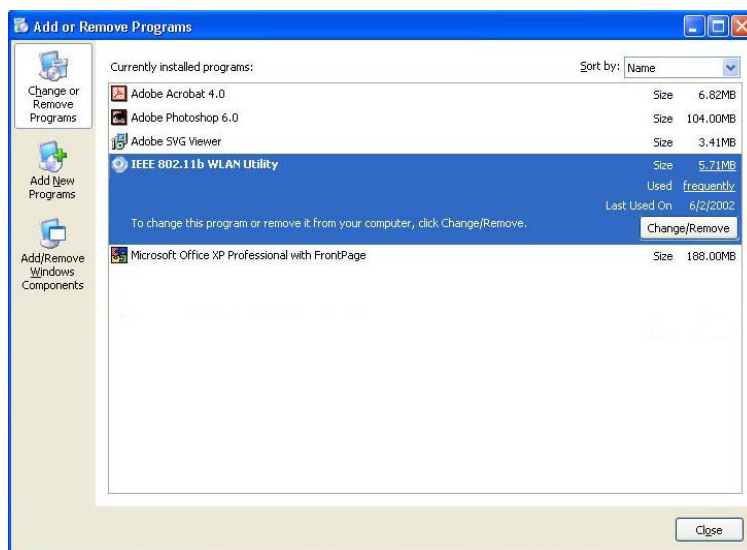 Add or Remove Programs
Change or
Remove
Programs
Add New
Programs
Add/Remove
Windows
Components
Currently installed programs:
Sort by: Name
Adobe Acrobat 4.0 Size 6.82MB
Adobe Photoshop 6.0 Size 104.00MB
Adobe SVG Viewer Size 3.41MB
IEEE 802.11b WLAN Utility Size 5.71MB
Used frequently
Last Used On 6/2/2002
To change this program or remove it from your computer, click Change/Remove. Change/Remove
Microsoft Office XP Professional with FrontPage Size 188.00MB
Close